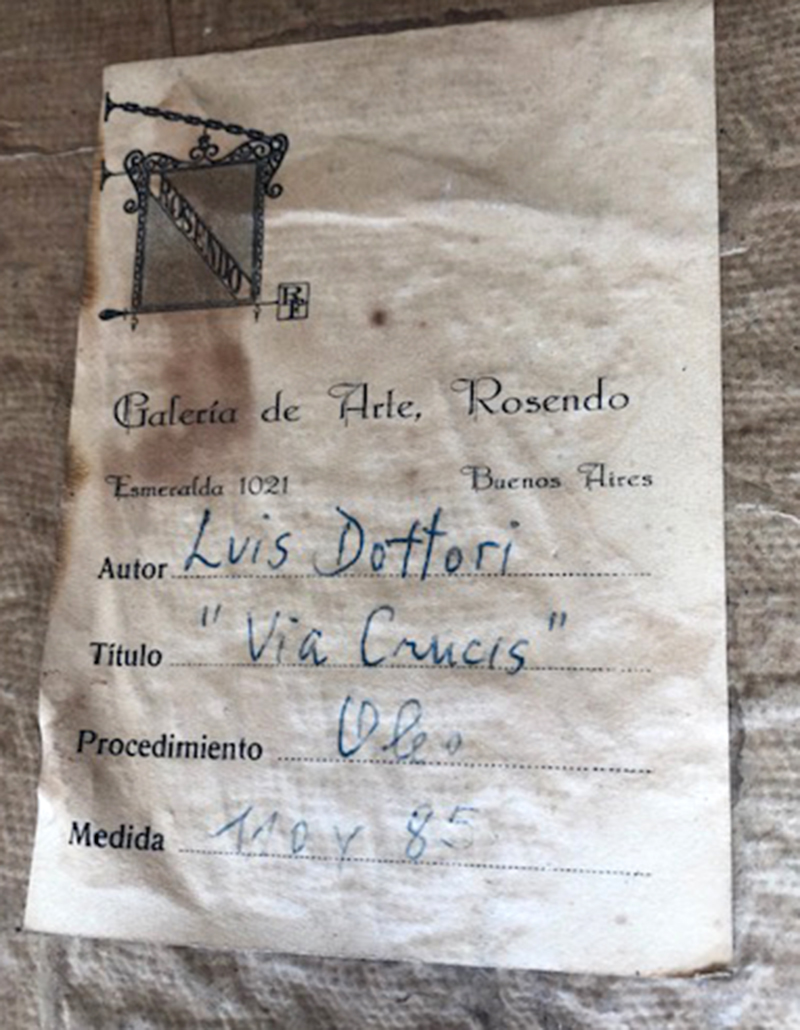 ROSENDO
Galería de Arte, Rosendo
Esmeralda 1021 Buenos Aires
Autor Luis Dottori
Título "Via Crucis"
Procedimiento Oleo
Medida 110 x 85